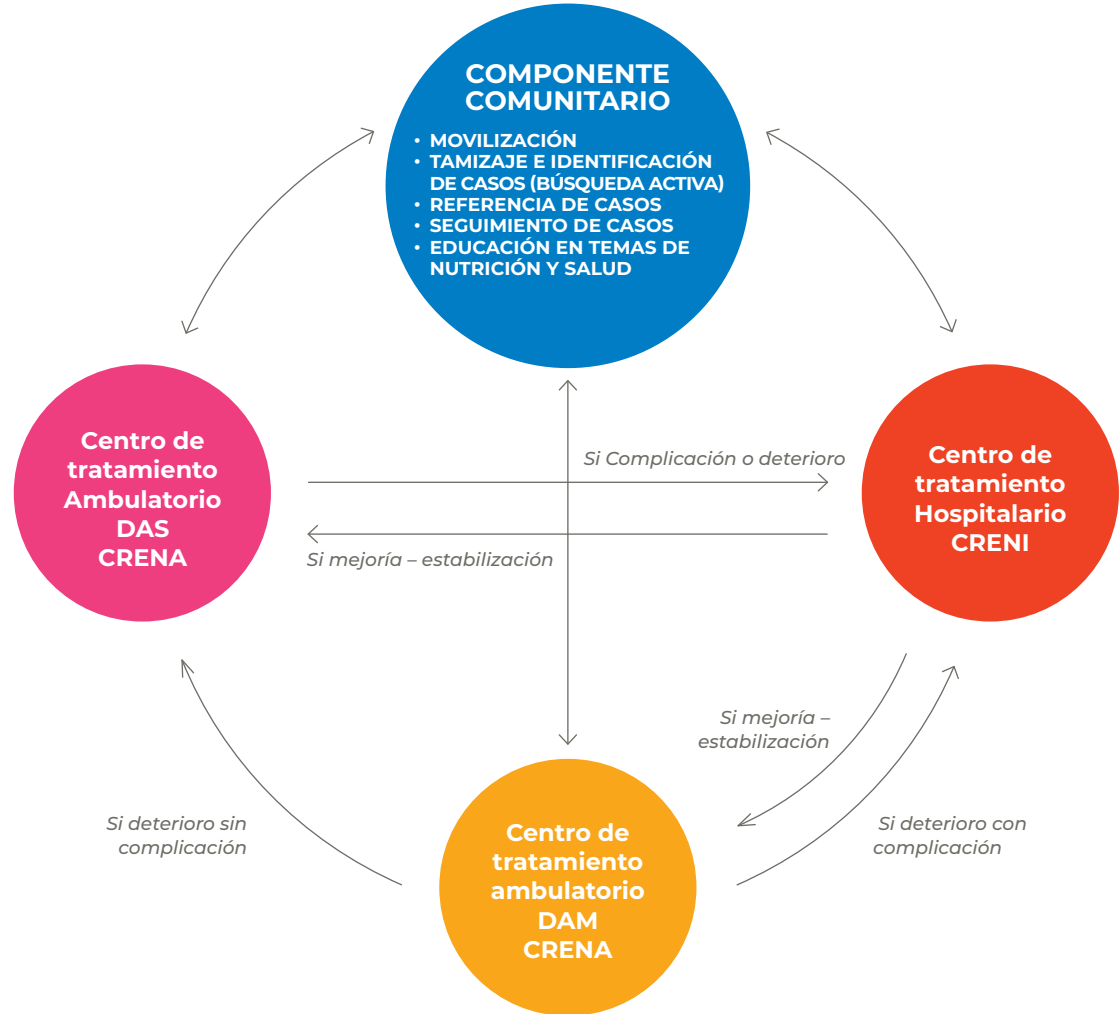 COMPONENTE
COMUNITARIO
• MOVILIZACIÓN
• TAMIZAJE E IDENTIFICACIÓN
DE CASOS (BÚSQUEDA ACTIVA)
• REFERENCIA DE CASOS
• SEGUIMIENTO DE CASOS
• EDUCACIÓN EN TEMAS DE
NUTRICIÓN Y SALUD
Centro de
tratamiento
Ambulatorio
DAS
CRENA
Si Complicación o deterioro
Si mejoría – estabilización
Centro de
tratamiento
Hospitalario
CRENI
Si mejoría –
estabilización
Si deterioro sin
complicación
Si deterioro con
complicación
Centro de
tratamiento
ambulatorio
DAM
CRENA